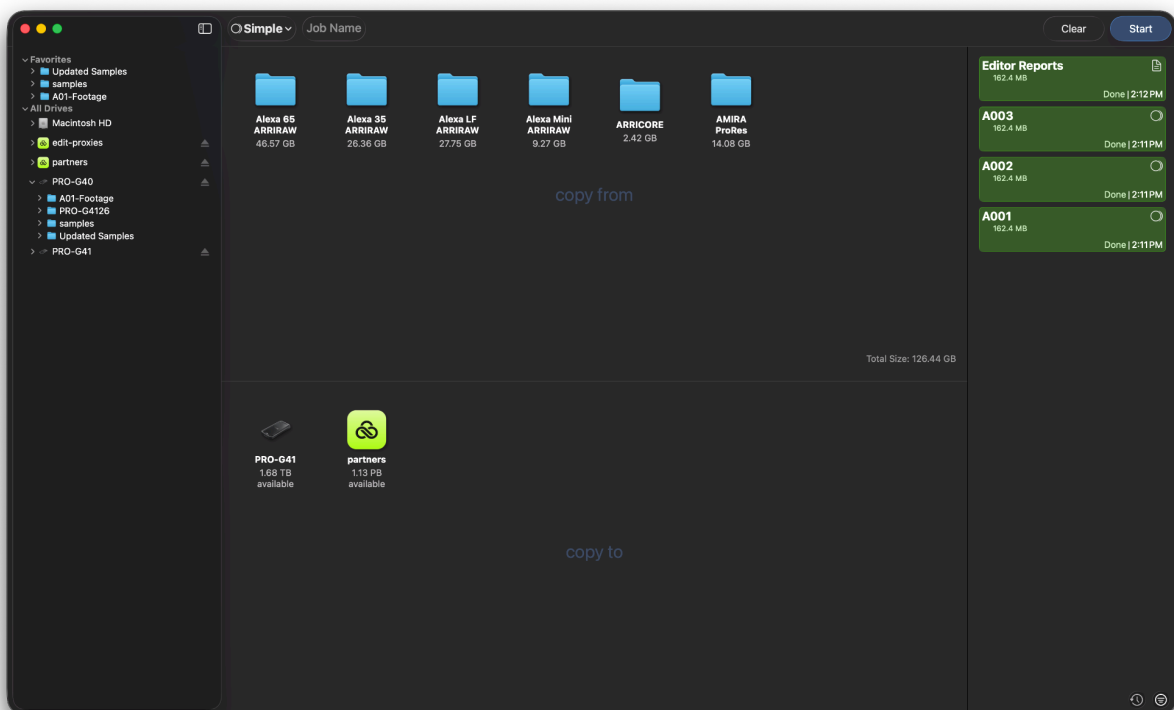 Simple
Job Name
Clear
Start
Favorites
Updated Samples
samples
A01-Footage
All Drives
Macintosh HD
edit-proxies
partners
PRO-G40
A01-Footage
PRO-G4126
samples
Updated Samples
PRO-G41
Alexa 65
ARRIRAW
46.57 GB
Alexa 35
ARRIRAW
26.36 GB
Alexa LF
ARRIRAW
27.75 GB
Alexa Mini
ARRIRAW
9.27 GB
ARRICORE
2.42 GB
AMIRA
ProRes
14.08 GB
copy from
Total Size: 126.44 GB
PRO-G41
1.68 TB
available
partners
1.13 PB
available
copy to
Editor Reports
162.4 MB
Done | 2:12 PM
A003
162.4 MB
Done | 2:11 PM
A002
162.4 MB
Done | 2:11 PM
A001
162.4 MB
Done | 2:11 PM